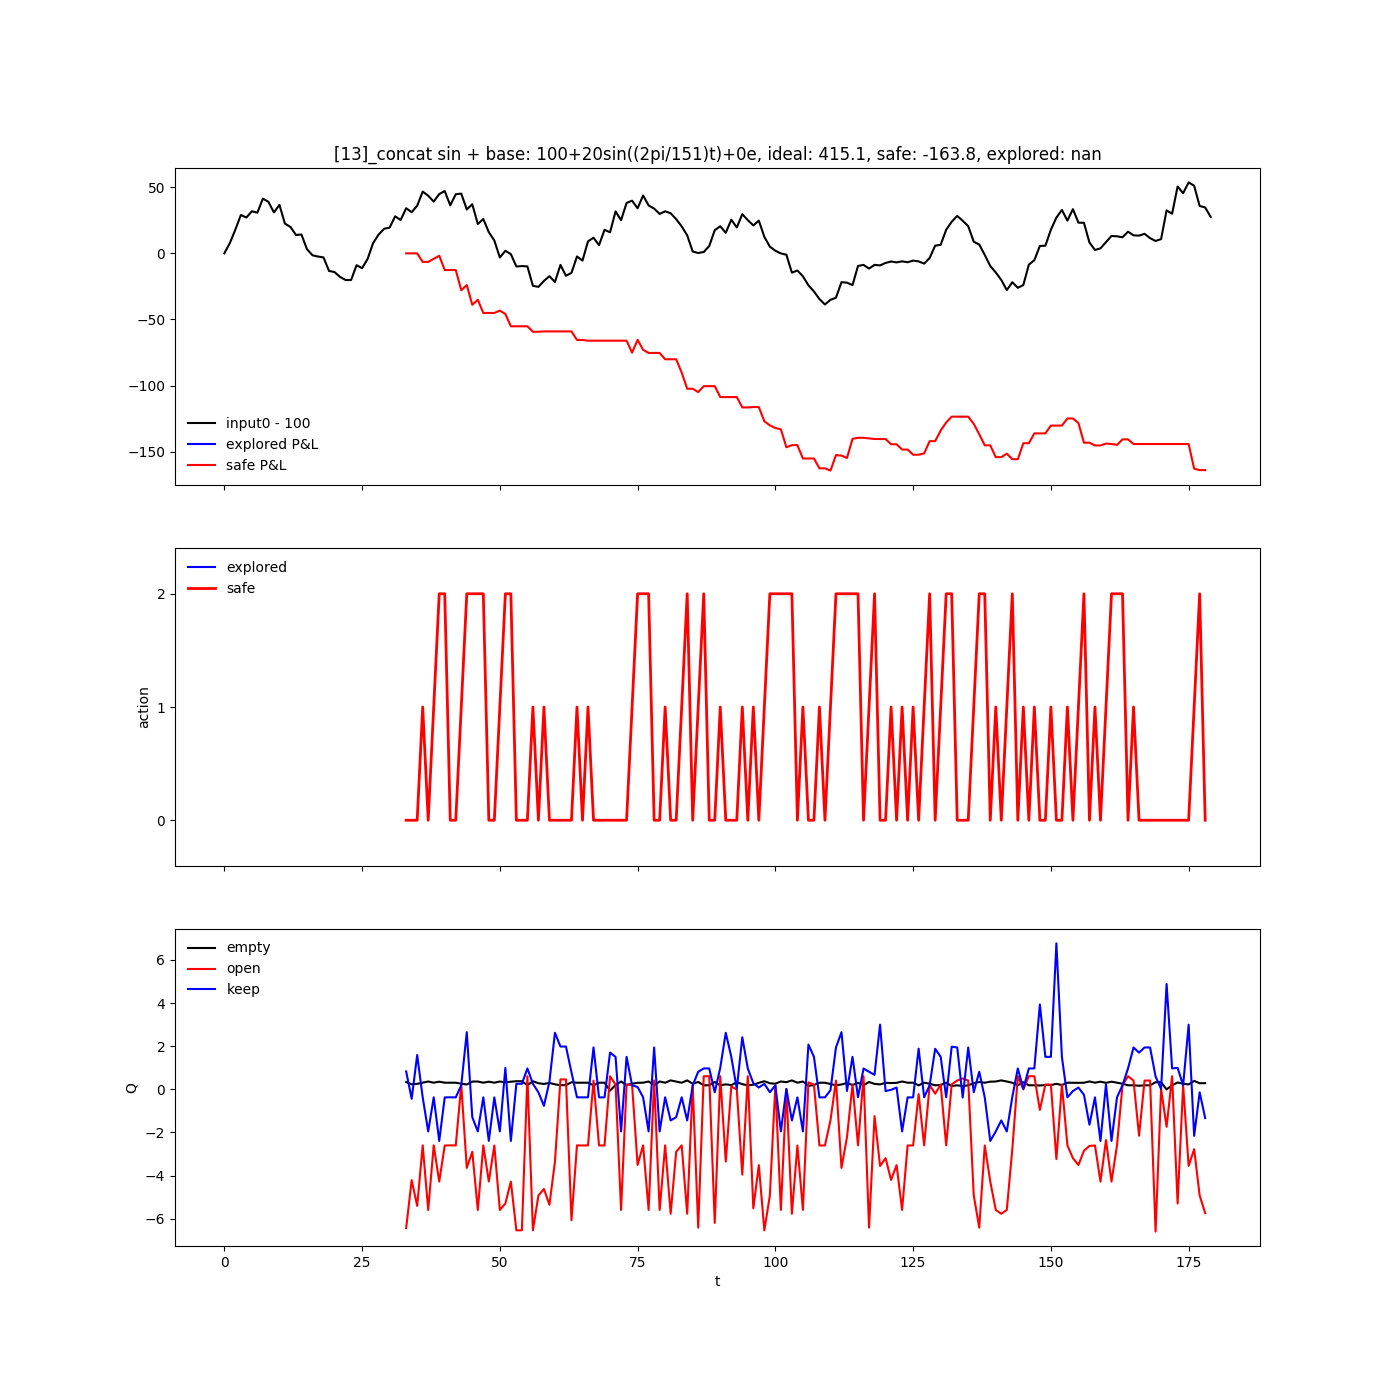 [13]_concat sin + base: 100+20sin((2pi/151)t)+0e, ideal: 415.1, safe: -163.8, explored: nan
50
0
−50
−100
−150
input0 - 100
explored P&L
safe P&L
2
1
0
action
explored
safe
6
4
2
0
−2
−4
−6
Q
empty
open
keep
0
25
50
75
100
125
150
175
t